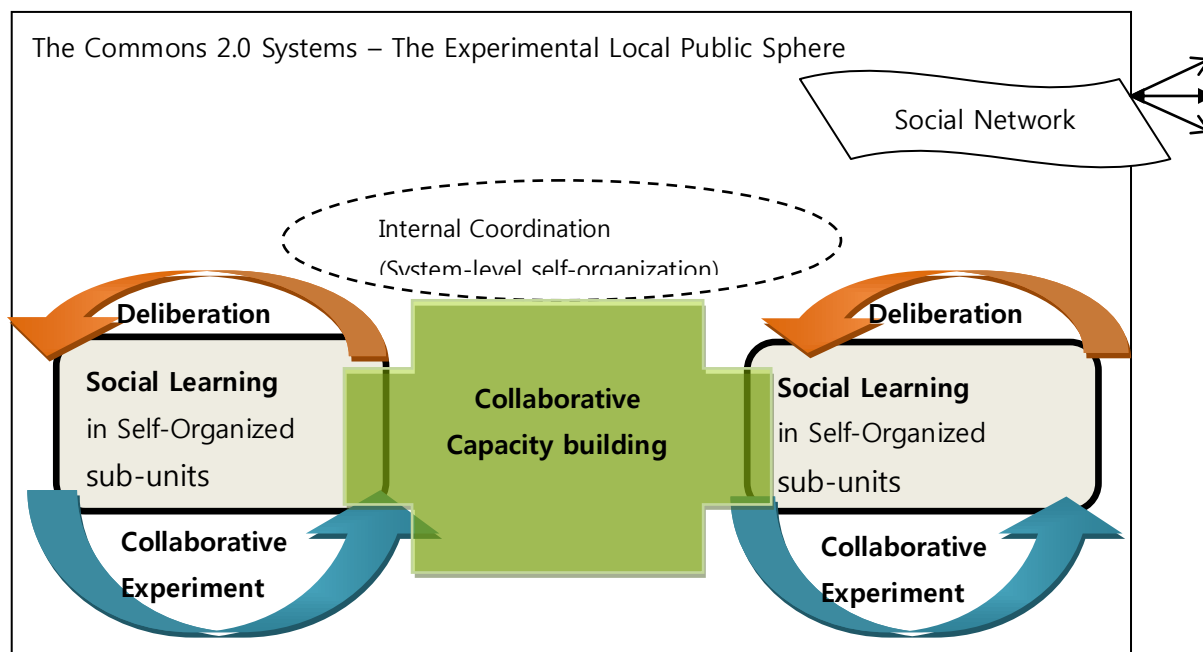 The Commons 2.0 Systems – The Experimental Local Public Sphere
Social Network
Internal Coordination
(System-level self-organization)
Deliberation
Social Learning
in Self-Organized
sub-units
Collaborative
Experiment
Collaborative
Capacity building
Deliberation
Social Learning
in Self-Organized
sub-units
Collaborative
Experiment